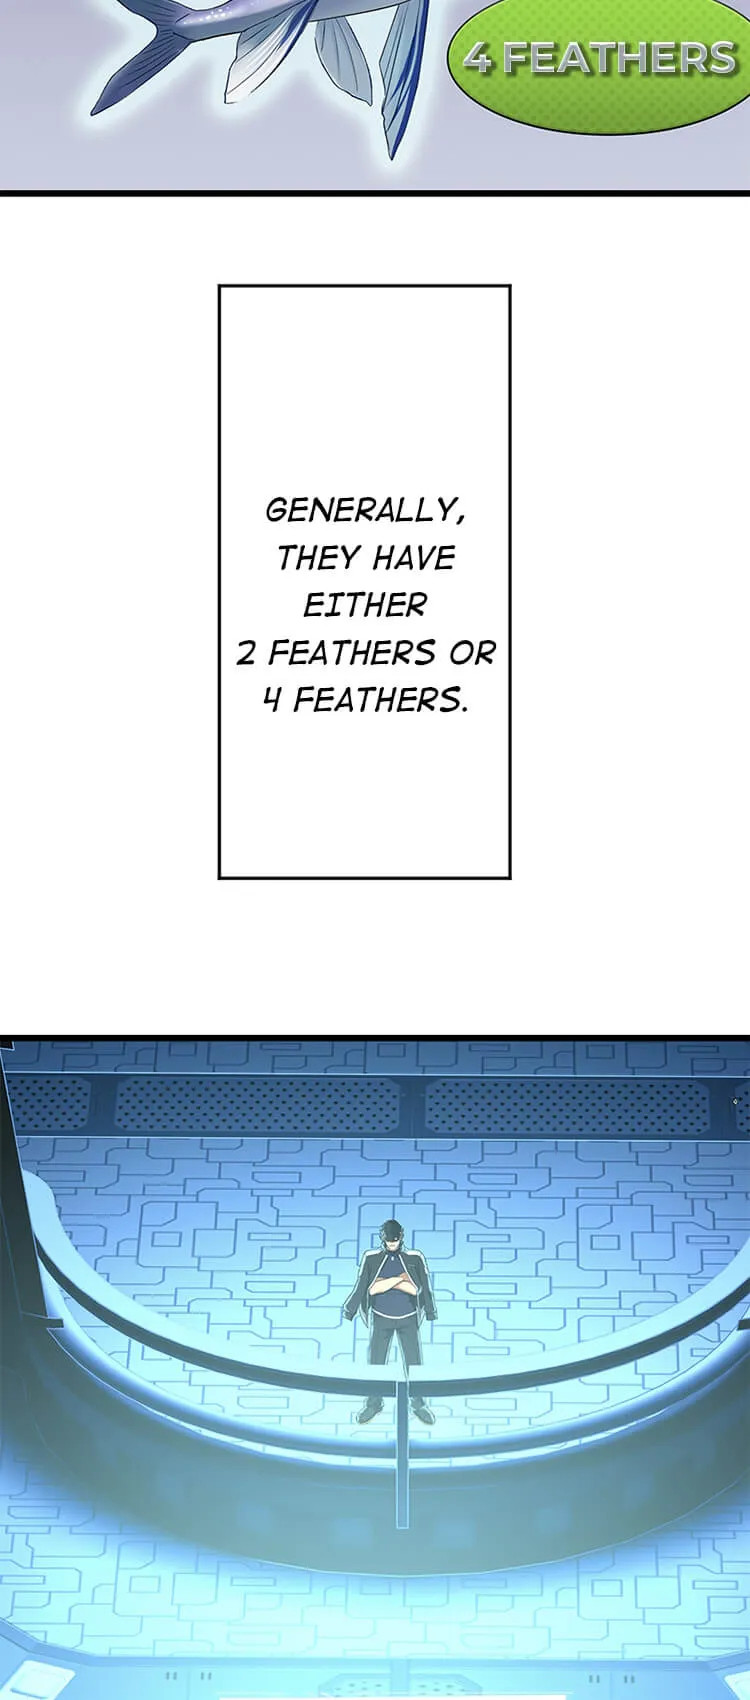 4 FEATHERS
GENERALLY,
THEY HAVE
EITHER
2 FEATHERS OR
4 FEATHERS.